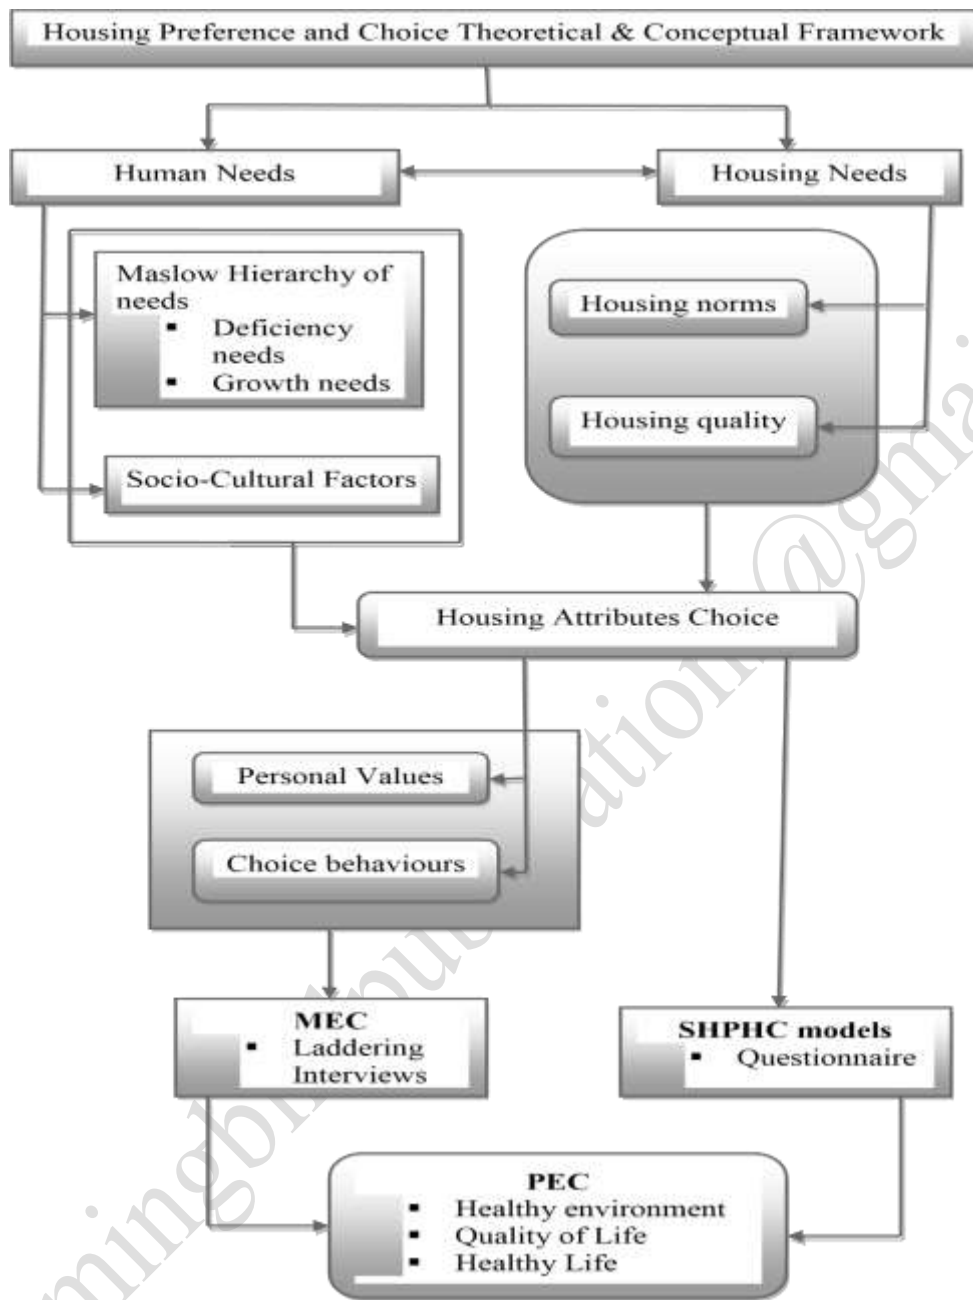 Housing Preference and Choice Theoretical & Conceptual Framework
Human Needs
Housing Needs
Maslow Hierarchy of
needs
▪ Deficiency
needs
▪ Growth needs
Socio-Cultural Factors
Housing norms
Housing quality
Housing Attributes Choice
Personal Values
Choice behaviours
MEC
▪ Laddering
Interviews
SHPHC models
▪ Questionnaire
PEC
▪ Healthy environment
▪ Quality of Life
▪ Healthy Life